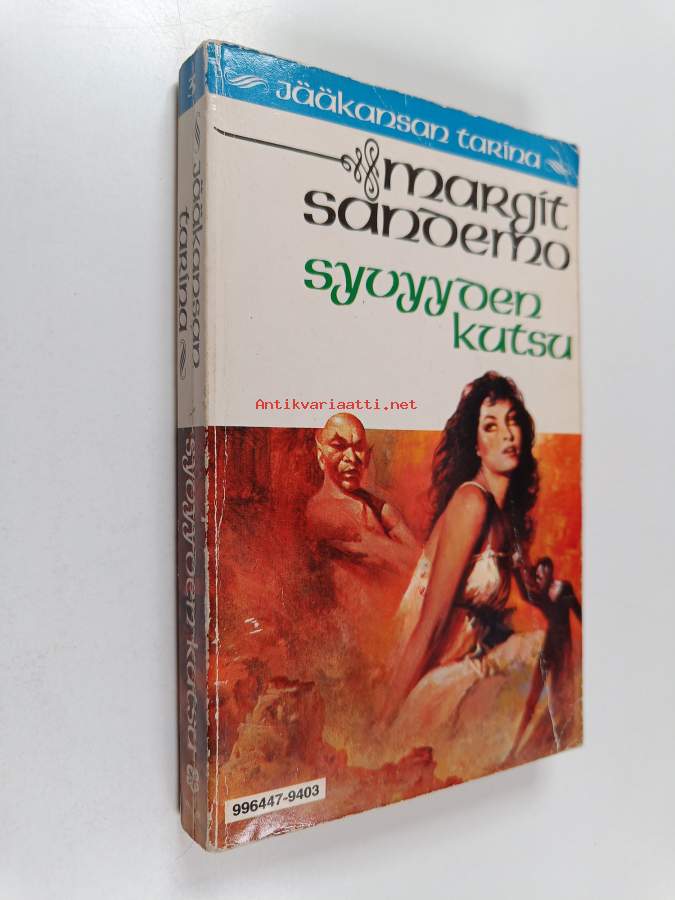 Jääkansan tarina
margit
sandemo
syvyyden
kutsu
Antikvariaatti.net
996447-9403
Jääkansan
tarina
syvyyden kutsu